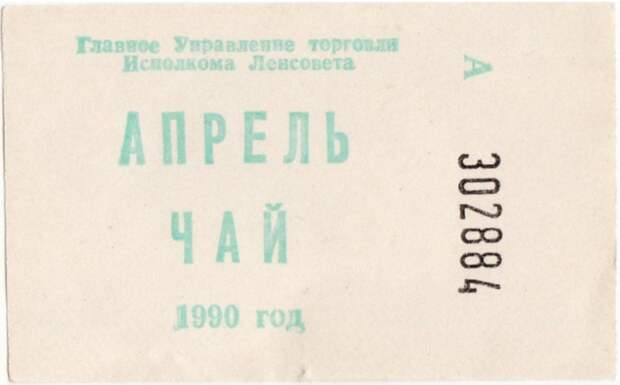 Главное Управление торговли
Исполкома Ленсовета
АПРЕЛЬ
ЧАЙ
1990 год
А
302884